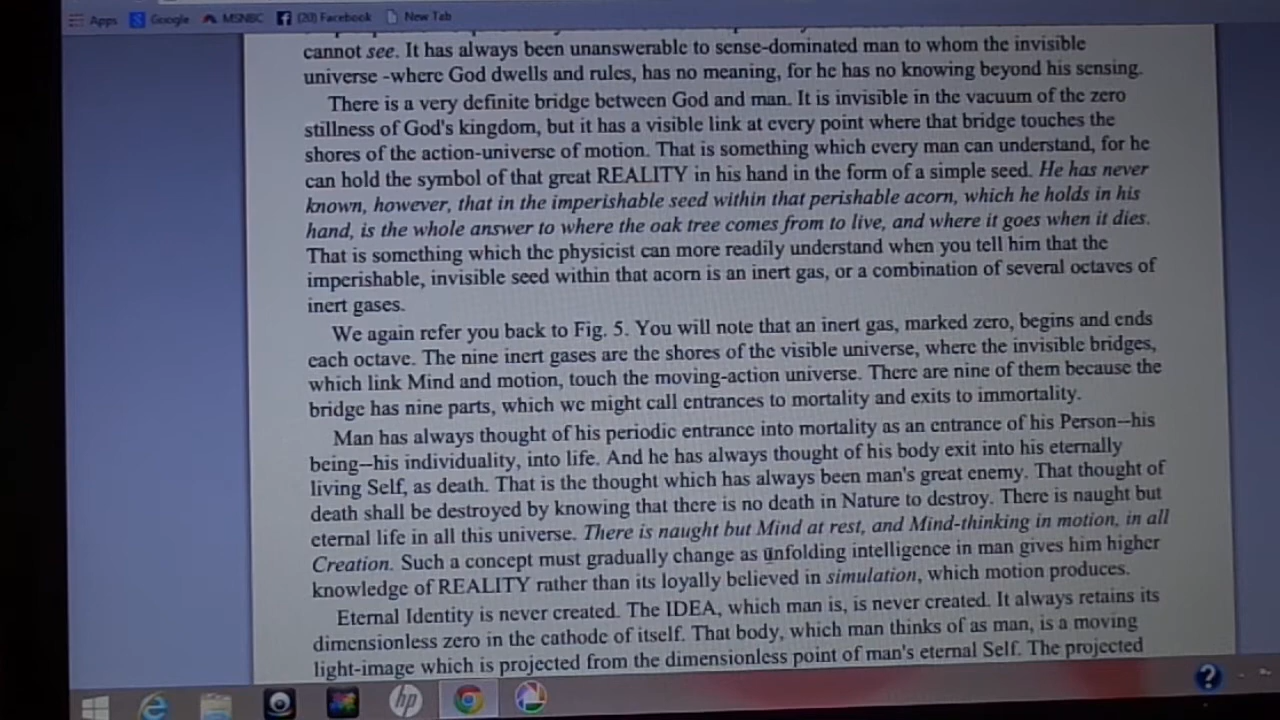 Apps Google MSNBC (20) Facebook New Tab
cannot see. It has always been unanswerable to sense-dominated man to whom the invisible
universe -where God dwells and rules, has no meaning, for he has no knowing beyond his sensing.
There is a very definite bridge between God and man. It is invisible in the vacuum of the zero
stillness of God's kingdom, but it has a visible link at every point where that bridge touches the
shores of the action-universe of motion. That is something which every man can understand, for he
can hold the symbol of that great REALITY in his hand in the form of a simple seed. He has never
known, however, that in the imperishable seed within that perishable acorn, which he holds in his
hand, is the whole answer to where the oak tree comes from to live, and where it goes when it dies.
That is something which the physicist can more readily understand when you tell him that the
imperishable, invisible seed within that acorn is an inert gas, or a combination of several octaves of
inert gases.
We again refer you back to Fig. 5. You will note that an inert gas, marked zero, begins and ends
each octave. The nine inert gases are the shores of the visible universe, where the invisible bridges,
which link Mind and motion, touch the moving-action universe. There are nine of them because the
bridge has nine parts, which we might call entrances to mortality and exits to immortality.
Man has always thought of his periodic entrance into mortality as an entrance of his Person--his
being--his individuality, into life. And he has always thought of his body exit into his eternally
living Self, as death. That is the thought which has always been man's great enemy. That thought of
death shall be destroyed by knowing that there is no death in Nature to destroy. There is naught but
eternal life in all this universe. There is naught but Mind at rest, and Mind-thinking in motion, in all
Creation. Such a concept must gradually change as unfolding intelligence in man gives him higher
knowledge of REALITY rather than its loyally believed in simulation, which motion produces.
Eternal Identity is never created. The IDEA, which man is, is never created. It always retains its
dimensionless zero in the cathode of itself. That body, which man thinks of as man, is a moving
light-image which is projected from the dimensionless point of man's eternal Self. The projected
hp
?